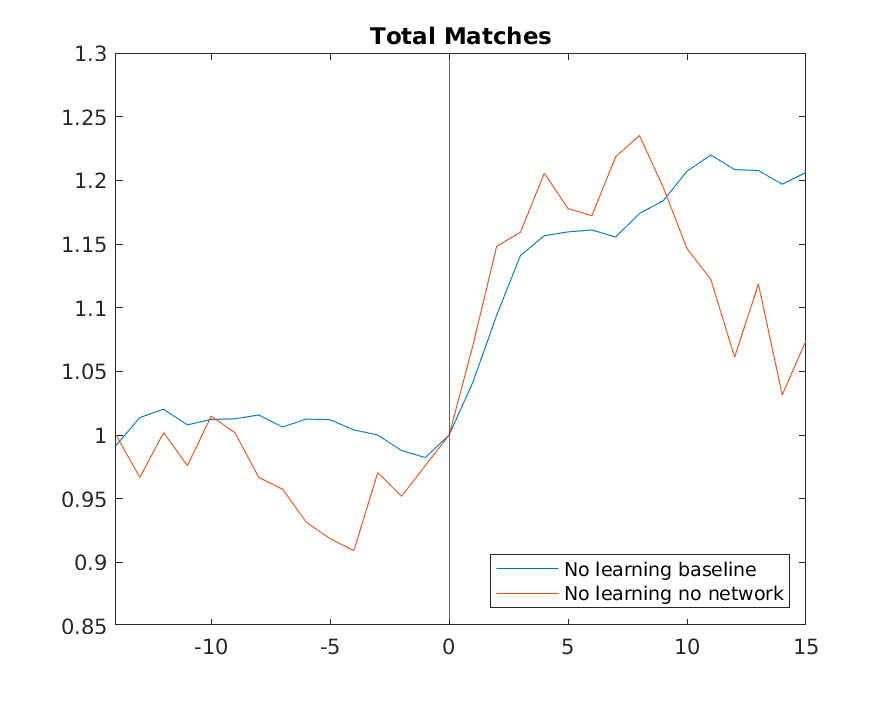 Total Matches
1.3
1.25
1.2
1.15
1.1
1.05
1
0.95
0.9
0.85
-10 -5 0 5 10 15
No learning baseline
No learning no network